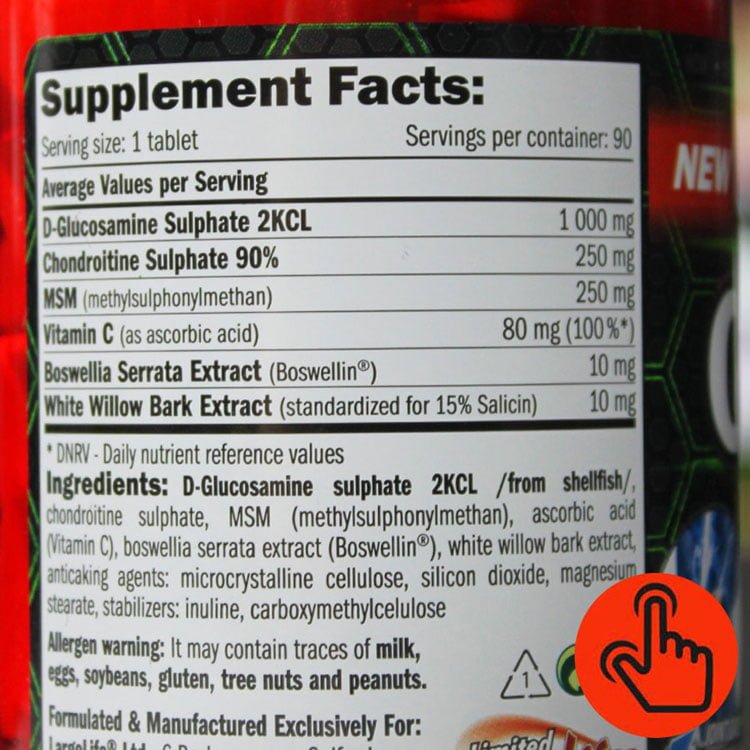 Supplement Facts:
Serving size: 1 tablet Servings per container: 90
Average Values per Serving
D-Glucosamine Sulphate 2KCL 1 000 mg
Chondroitine Sulphate 90% 250 mg
MSM (methylsulphonylmethan) 250 mg
Vitamin C (as ascorbic acid) 80 mg (100%*)
Boswellia Serrata Extract (Boswellin®) 10 mg
White Willow Bark Extract (standardized for 15% Salicin) 10 mg
* DNRV - Daily nutrient reference values
Ingredients: D-Glucosamine sulphate 2KCL /from shellfish/,
chondroitine sulphate, MSM (methylsulphonylmethan), ascorbic acid
(Vitamin C), boswellia serrata extract (Boswellin®), white willow bark extract,
anticaking agents: microcrystalline cellulose, silicon dioxide, magnesium
stearate, stabilizers: inuline, carboxymethylcelulose
Allergen warning: It may contain traces of milk,
eggs, soybeans, gluten, tree nuts and peanuts.
1
Formulated & Manufactured Exclusively For:
Limited
NEW